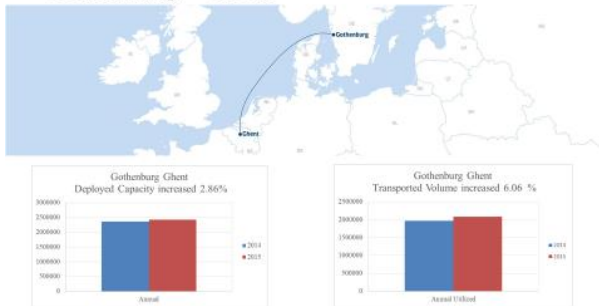 Gothenburg
Ghent
Gothenburg Ghent
Deployed Capacity increased 2.86%
3000000
2500000
2000000
1500000
1000000
500000
0
Annual
2014
2015
Gothenburg Ghent
Transported Volume increased 6.06 %
2500000
2000000
1500000
1000000
500000
0
Annual Utilized
2014
2015